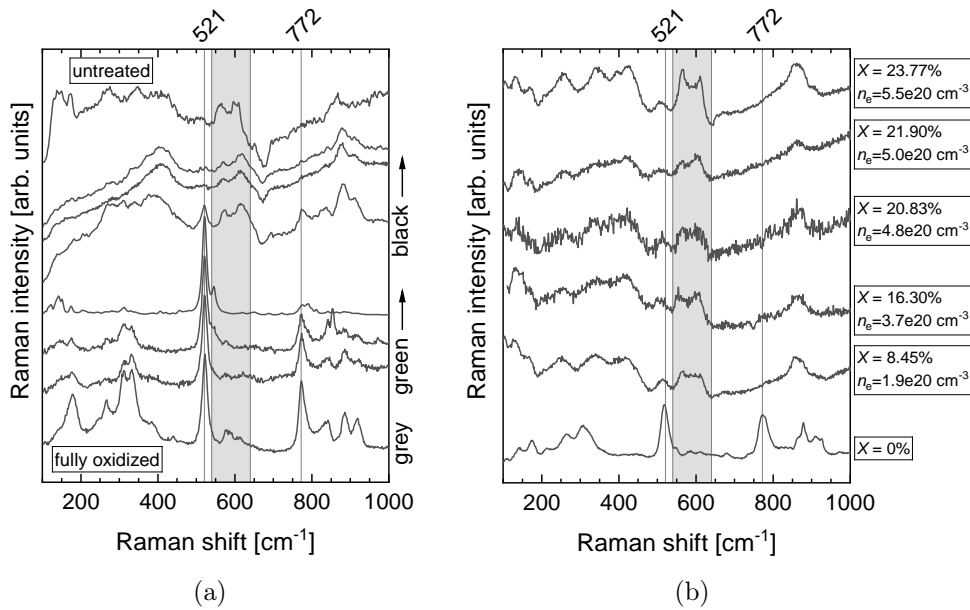 521
772
untreated
fully oxidized
black
green
grey
Raman intensity [arb. units]
200
400
600
800
1000
Raman shift [cm⁻¹]
(a)
521
772
Raman intensity [arb. units]
X = 23.77%
nₑ=5.5e20 cm⁻³
X = 21.90%
nₑ=5.0e20 cm⁻³
X = 20.83%
nₑ=4.8e20 cm⁻³
X = 16.30%
nₑ=3.7e20 cm⁻³
X = 8.45%
nₑ=1.9e20 cm⁻³
X = 0%
200
400
600
800
1000
Raman shift [cm⁻¹]
(b)